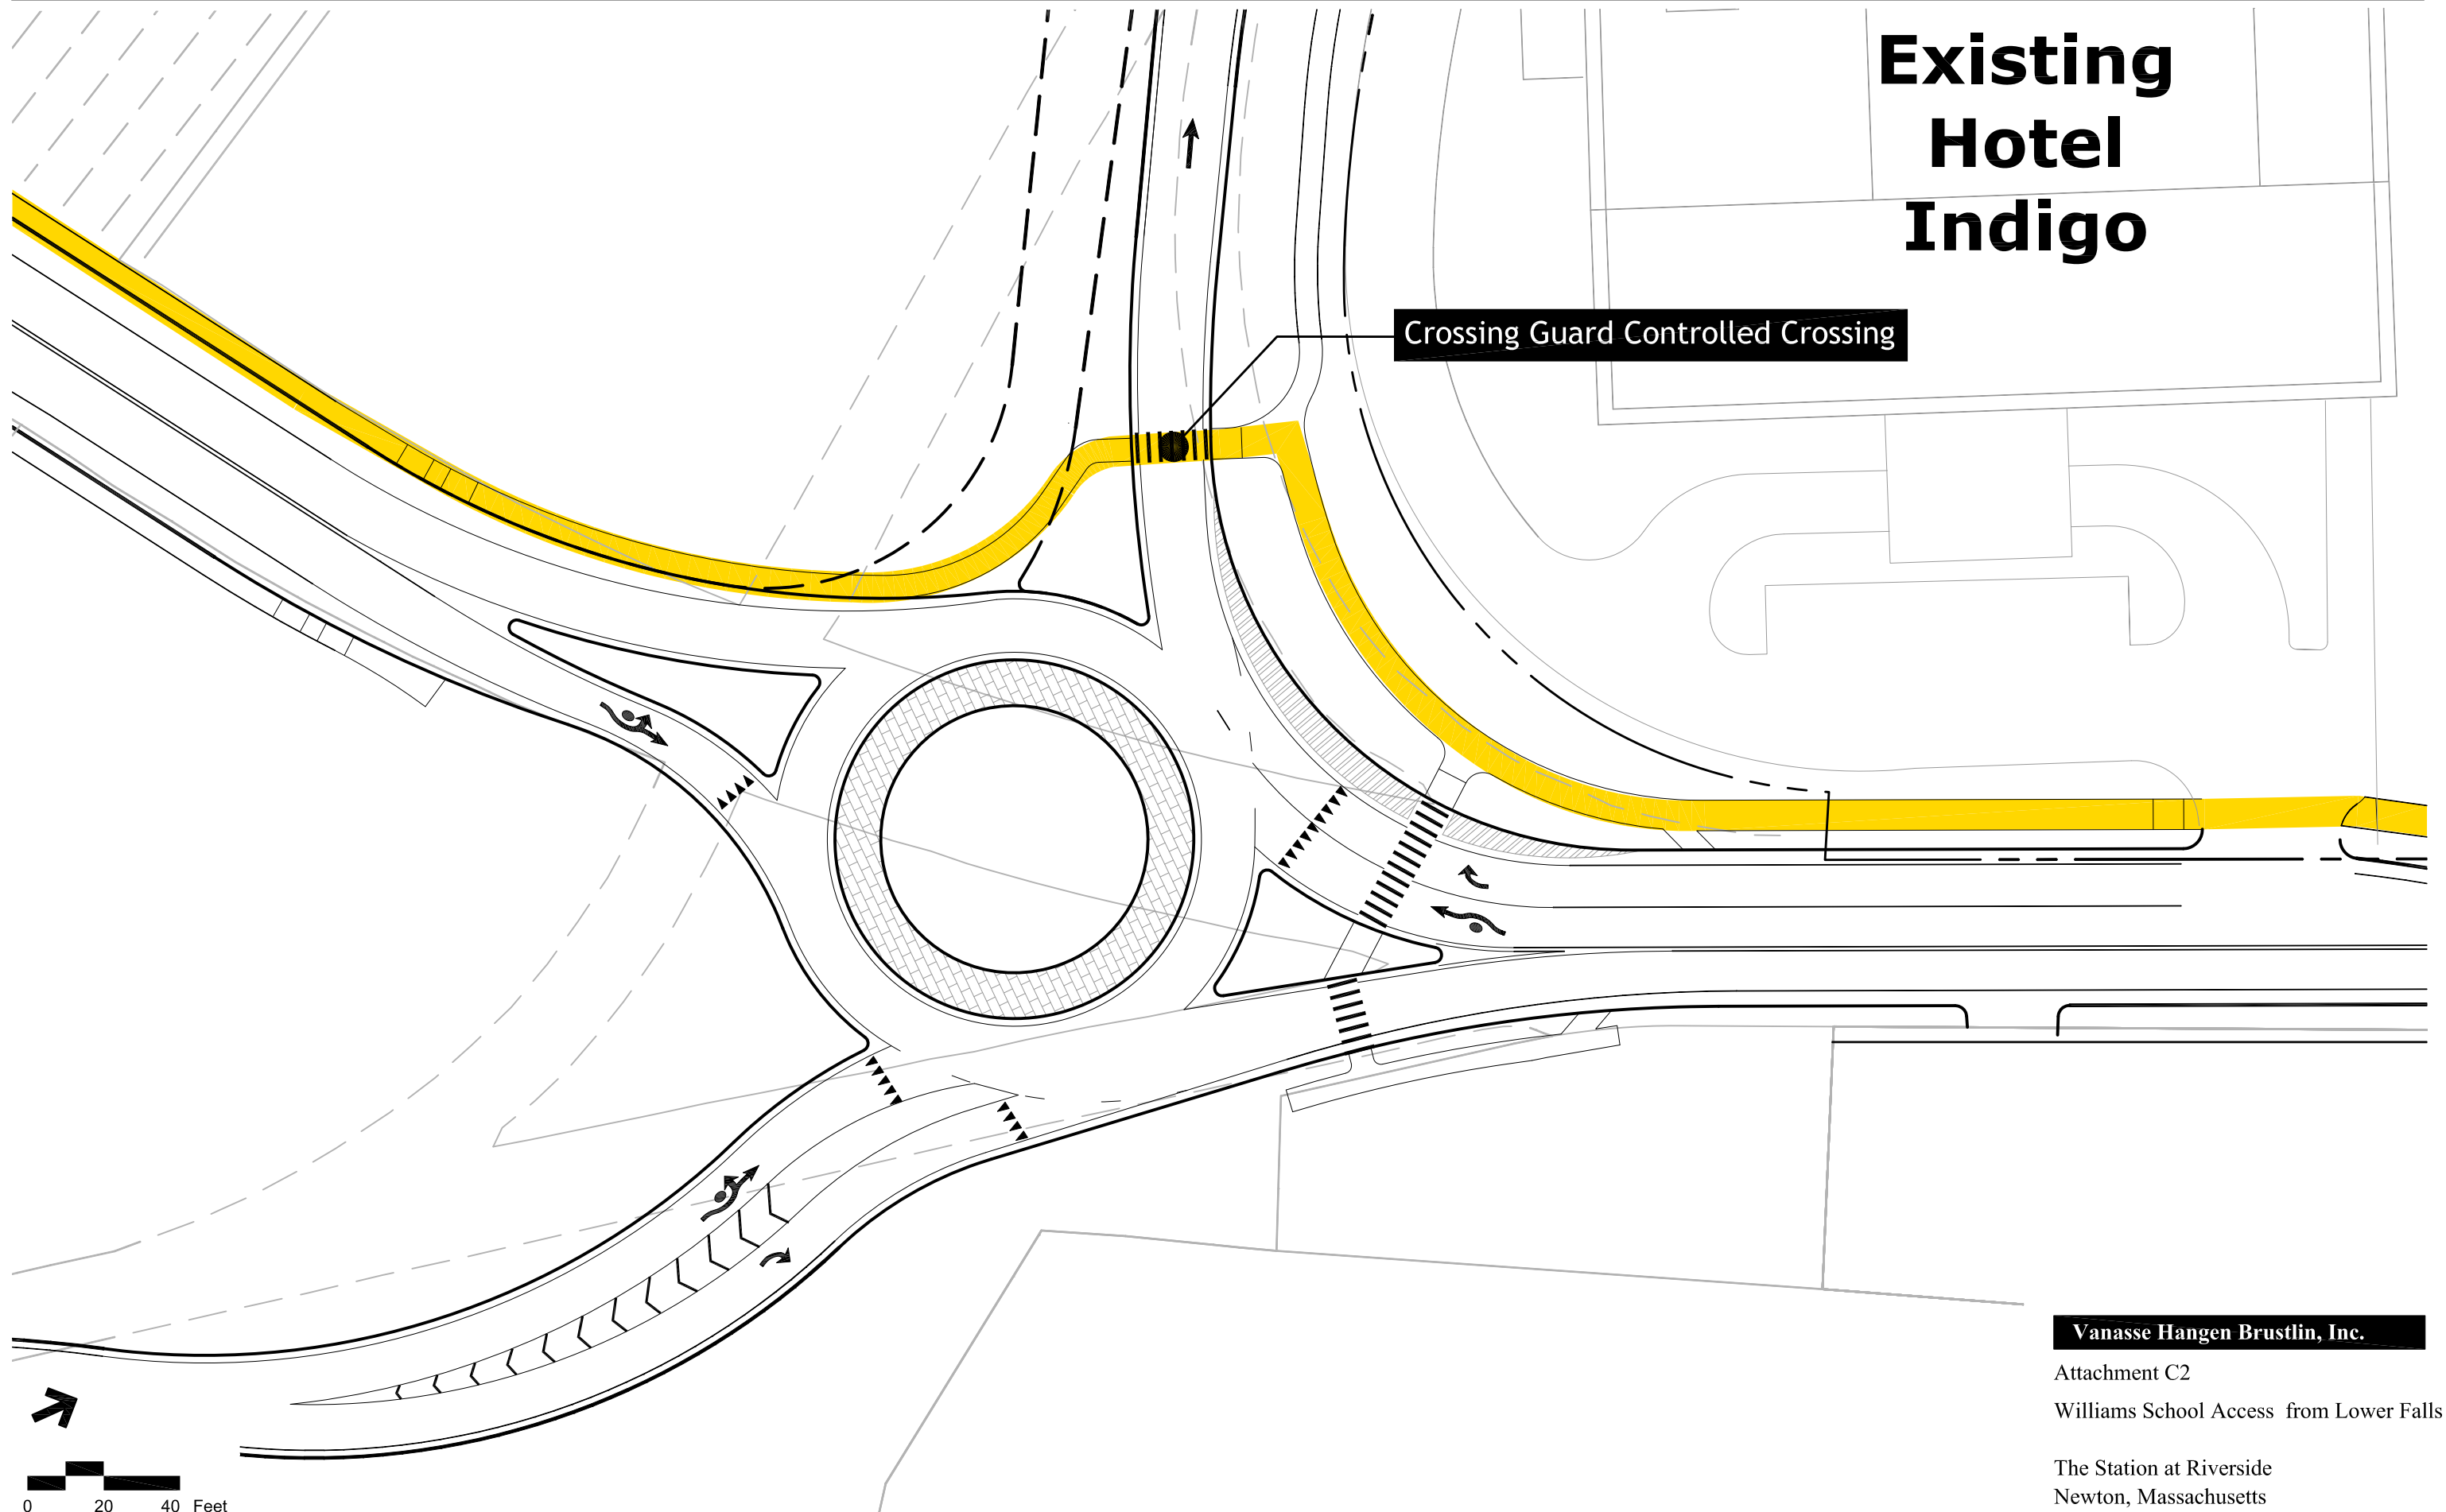 Existing
Hotel
Indigo
Crossing Guard Controlled Crossing
Vanasse Hangen Brustlin, Inc.
Attachment C2
Williams School Access from Lower Falls
The Station at Riverside
Newton, Massachusetts
0 20 40 Feet